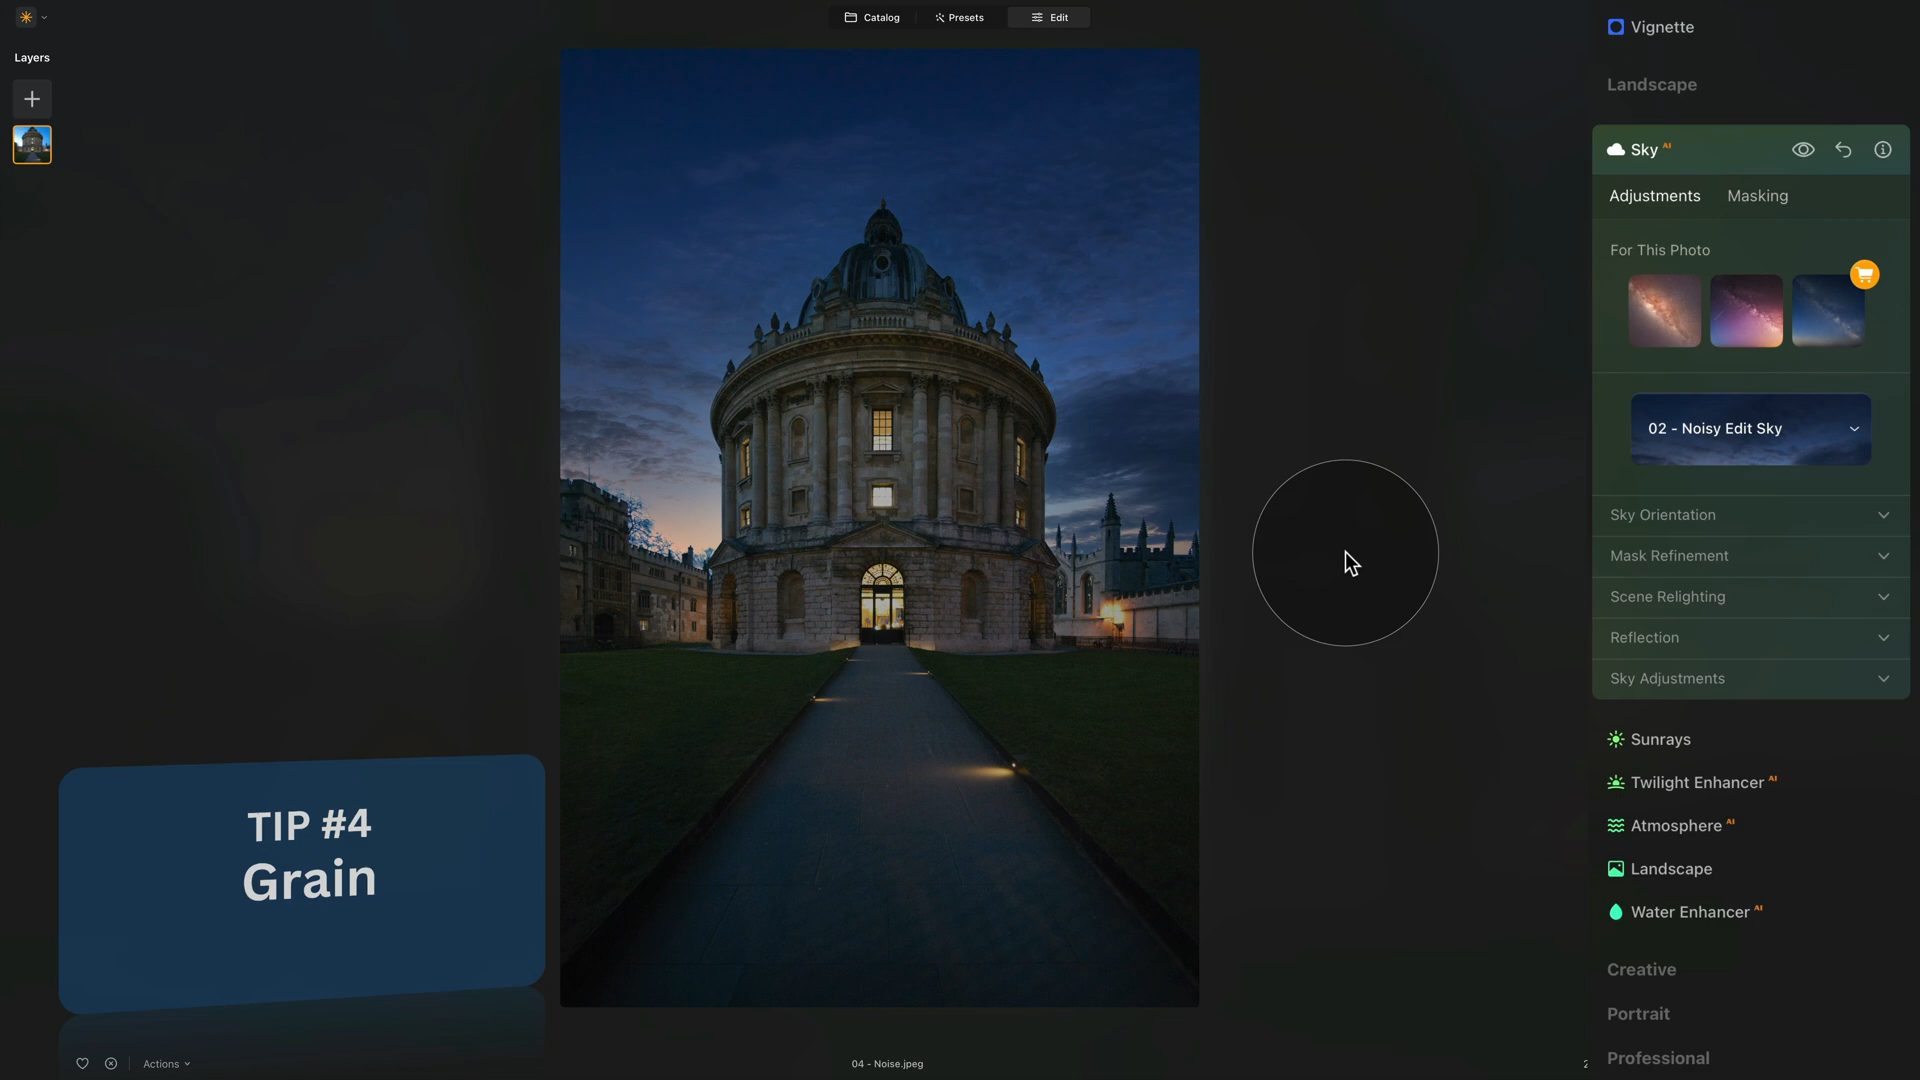 Catalog
Presets
Edit
Layers
TIP #4
Grain
Actions
04 - Noise.jpeg
Vignette
Landscape
Sky AI
Adjustments
Masking
For This Photo
02 - Noisy Edit Sky
Sky Orientation
Mask Refinement
Scene Relighting
Reflection
Sky Adjustments
Sunrays
Twilight Enhancer AI
Atmosphere AI
Landscape
Water Enhancer AI
Creative
Portrait
Professional